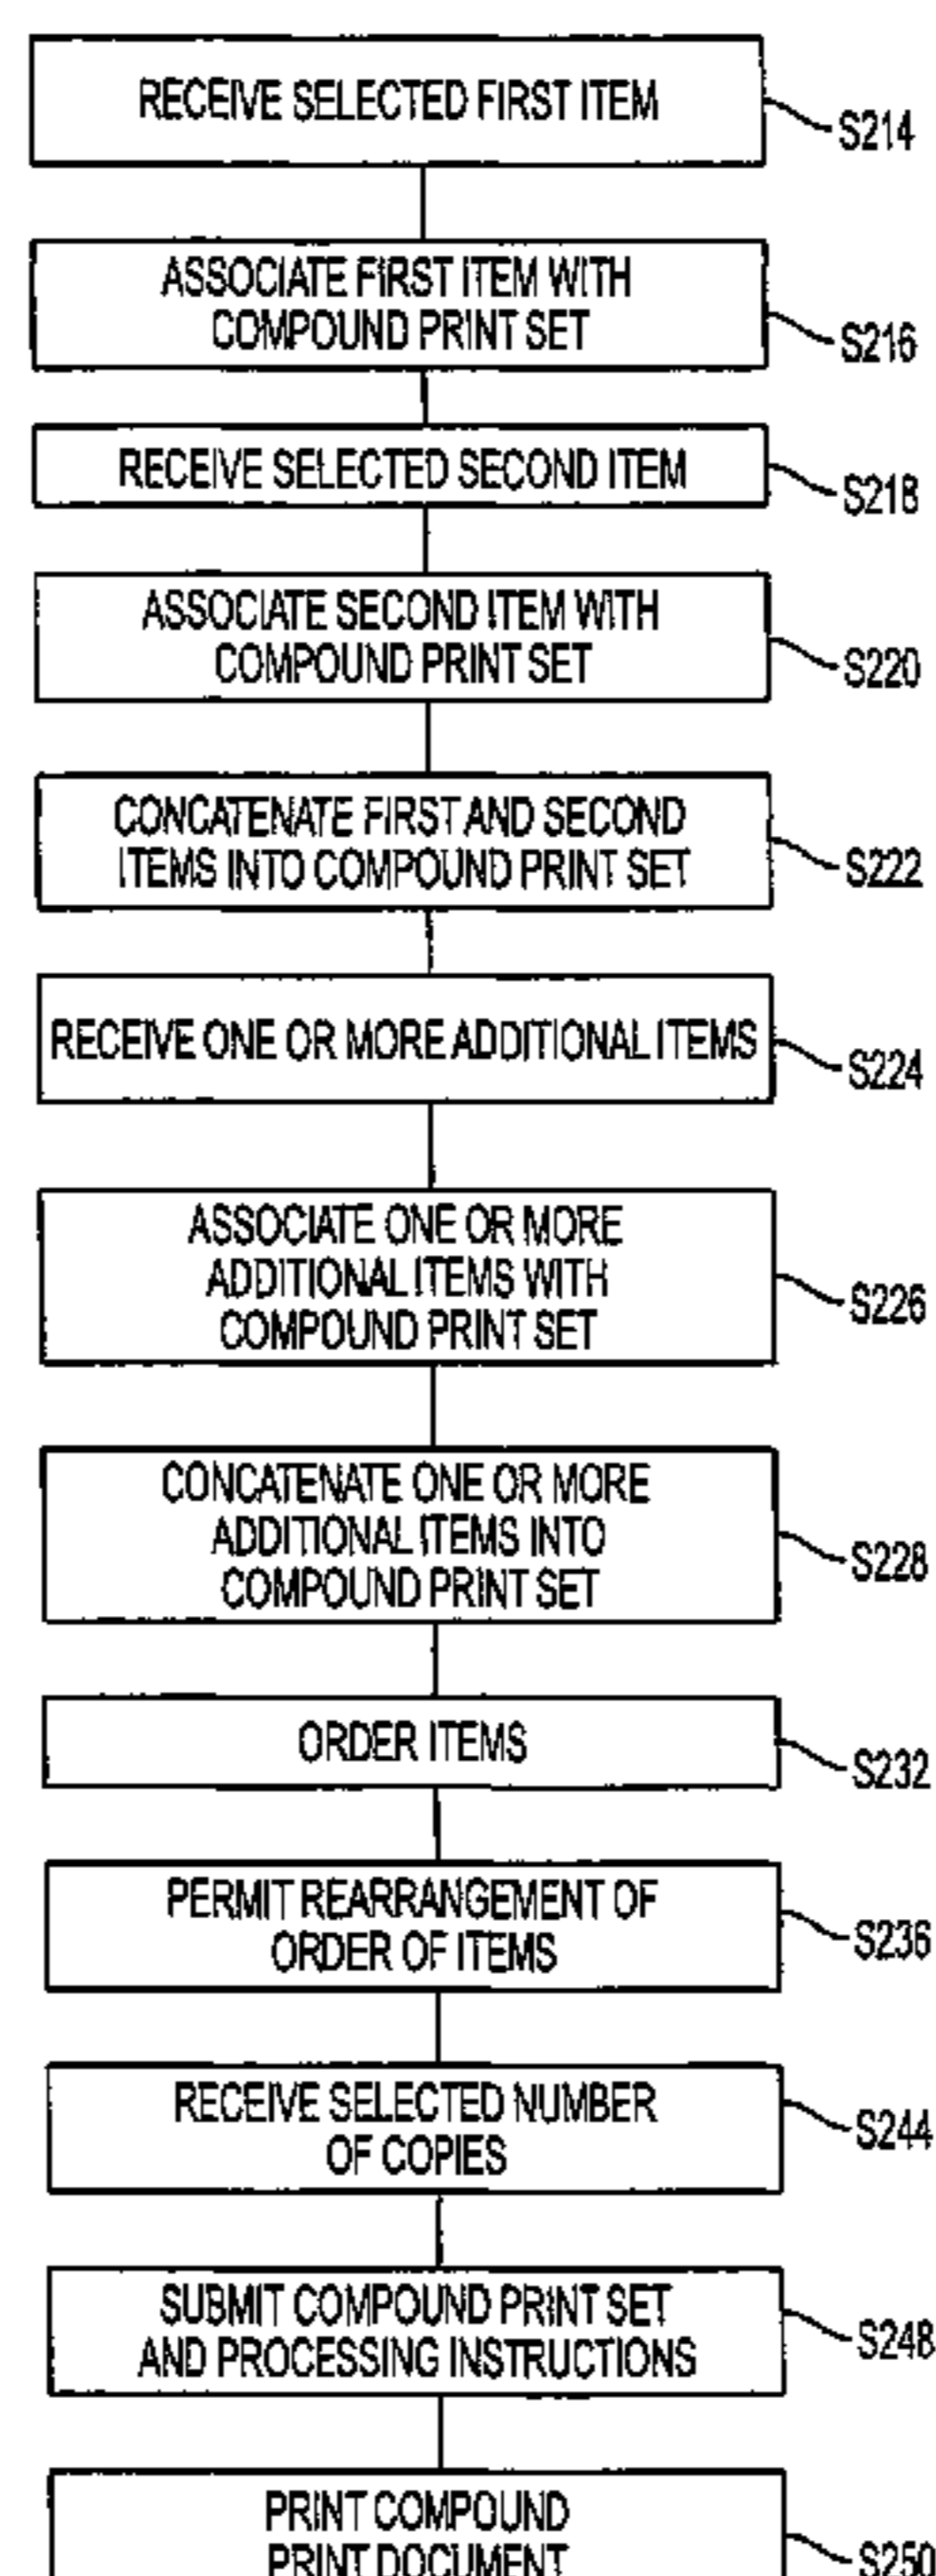 RECEIVE SELECTED FIRST ITEM
S214
ASSOCIATE FIRST ITEM WITH
COMPOUND PRINT SET
S216
RECEIVE SELECTED SECOND ITEM
S218
ASSOCIATE SECOND ITEM WITH
COMPOUND PRINT SET
S220
CONCATENATE FIRST AND SECOND
ITEMS INTO COMPOUND PRINT SET
S222
RECEIVE ONE OR MORE ADDITIONAL ITEMS
S224
ASSOCIATE ONE OR MORE
ADDITIONAL ITEMS WITH
COMPOUND PRINT SET
S226
CONCATENATE ONE OR MORE
ADDITIONAL ITEMS INTO
COMPOUND PRINT SET
S228
ORDER ITEMS
S232
PERMIT REARRANGEMENT OF
ORDER OF ITEMS
S236
RECEIVE SELECTED NUMBER
OF COPIES
S244
SUBMIT COMPOUND PRINT SET
AND PROCESSING INSTRUCTIONS
S248
PRINT COMPOUND
PRINT DOCUMENT
S250